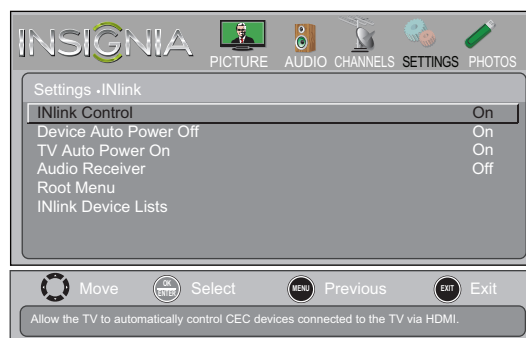 INSIGNIA
PICTURE AUDIO CHANNELS SETTINGS PHOTOS
Settings •INlink
INlink Control On
Device Auto Power Off On
TV Auto Power On On
Audio Receiver Off
Root Menu
INlink Device Lists
Move OK ENTER Select MENU Previous EXIT Exit
Allow the TV to automatically control CEC devices connected to the TV via HDMI.